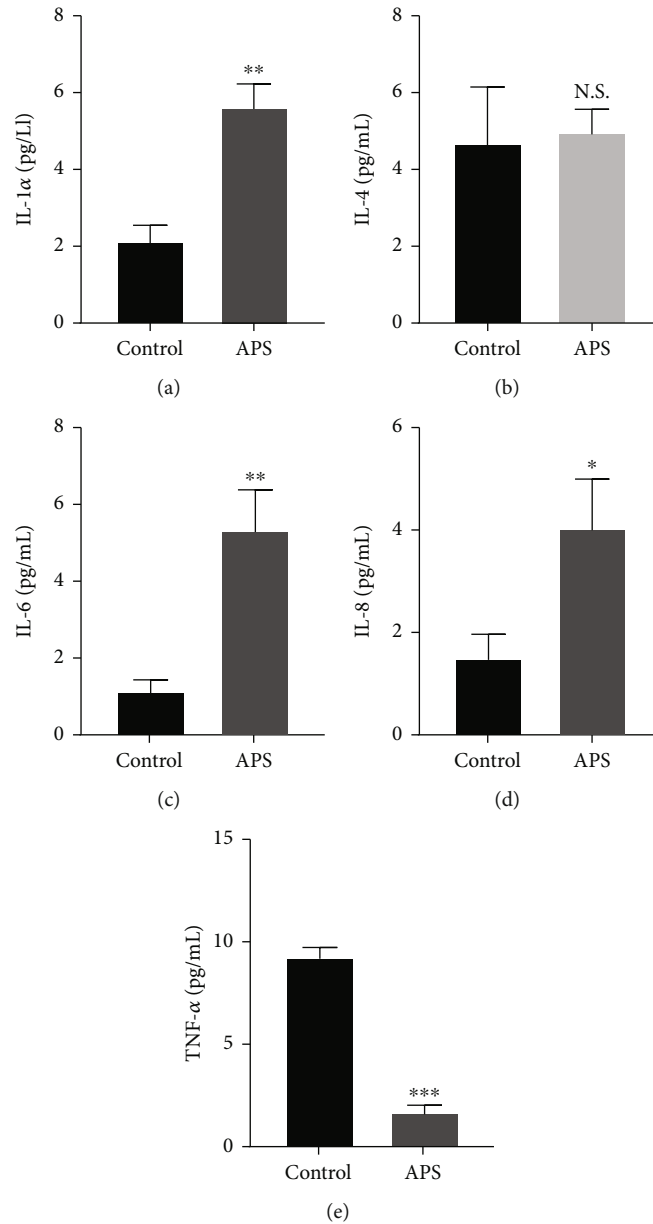 8
6
4
2
0
IL-1α (pg/Ll)
**
Control
APS
(a)
8
6
4
2
0
IL-4 (pg/mL)
N.S.
Control
APS
(b)
8
6
4
2
0
IL-6 (pg/mL)
**
Control
APS
(c)
6
4
2
0
IL-8 (pg/mL)
*
Control
APS
(d)
15
10
5
0
TNF-α (pg/mL)
***
Control
APS
(e)